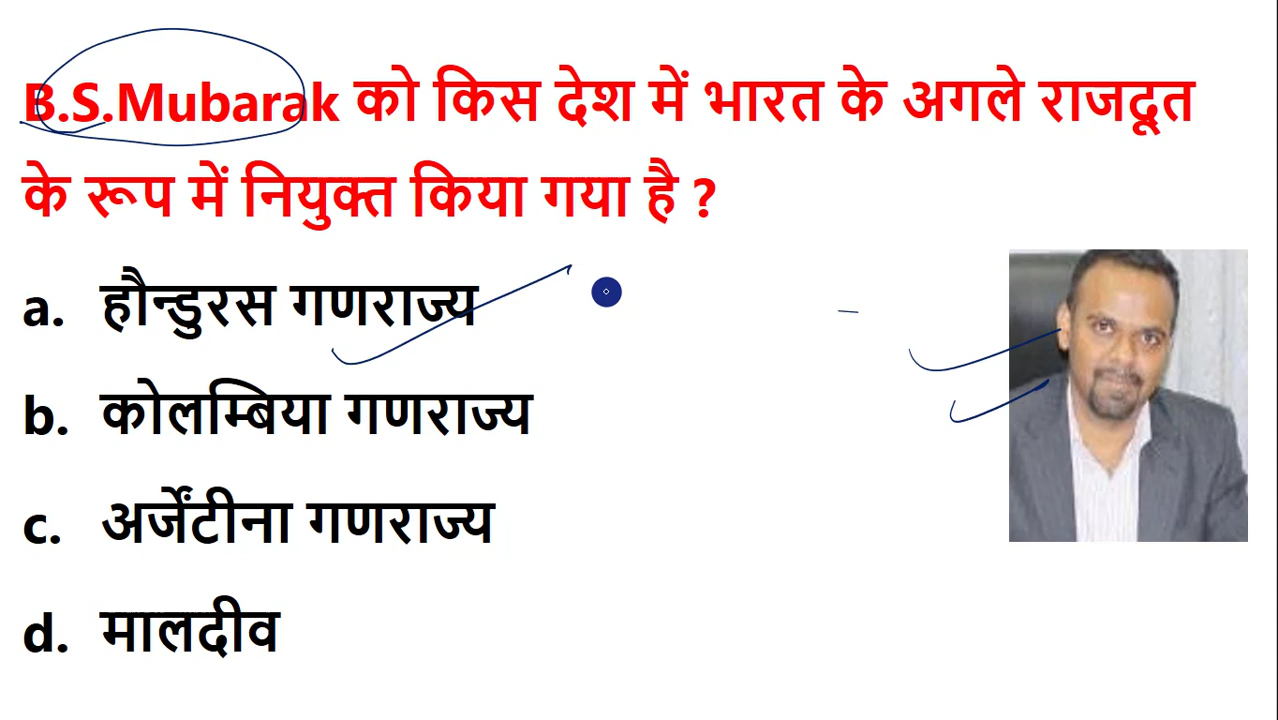 B.S.Mubarak को किस देश में भारत के अगले राजदूत
के रूप में नियुक्त किया गया है ?
a. हौन्डुरस गणराज्य
b. कोलम्बिया गणराज्य
c. अर्जेंटीना गणराज्य
d. मालदीव